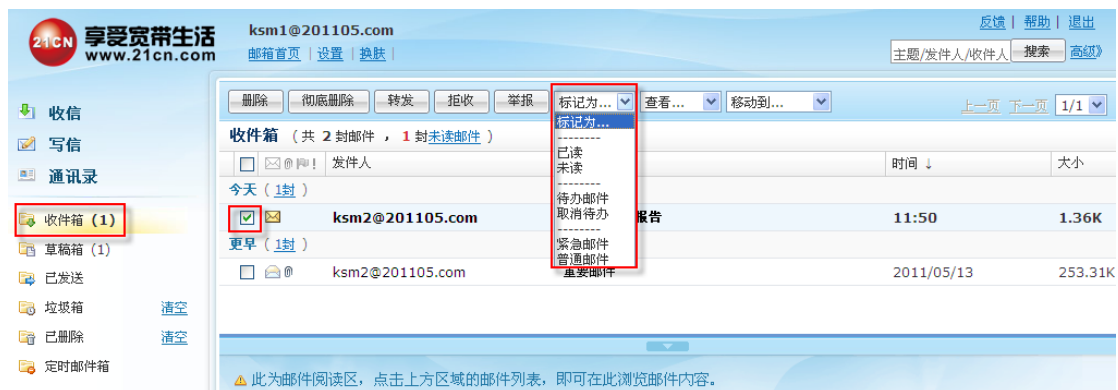 21CN 享受宽带生活
www.21cn.com
ksm1@201105.com
邮箱首页 | 设置 | 换肤 |
反馈 | 帮助 | 退出
主题/发件人/收件人 搜索 高级》
收信
写信
通讯录
收件箱 (1)
草稿箱 (1)
已发送
垃圾箱 清空
已删除 清空
定时邮件箱
删除 彻底删除 转发 拒收 举报 标记为... 查看... 移动到... 上一页 下一页 1/1
标记为...
--------
已读
未读
--------
待办邮件
取消待办
--------
紧急邮件
普通邮件
收件箱 (共 2 封邮件 , 1 封未读邮件 )
! 发件人 时间 ↓ 大小
今天 ( 1封 )
ksm2@201105.com 报告 11:50 1.36K
更早 ( 1封 )
ksm2@201105.com 重要邮件 2011/05/13 253.31K
此为邮件阅读区，点击上方区域的邮件列表，即可在此浏览邮件内容。